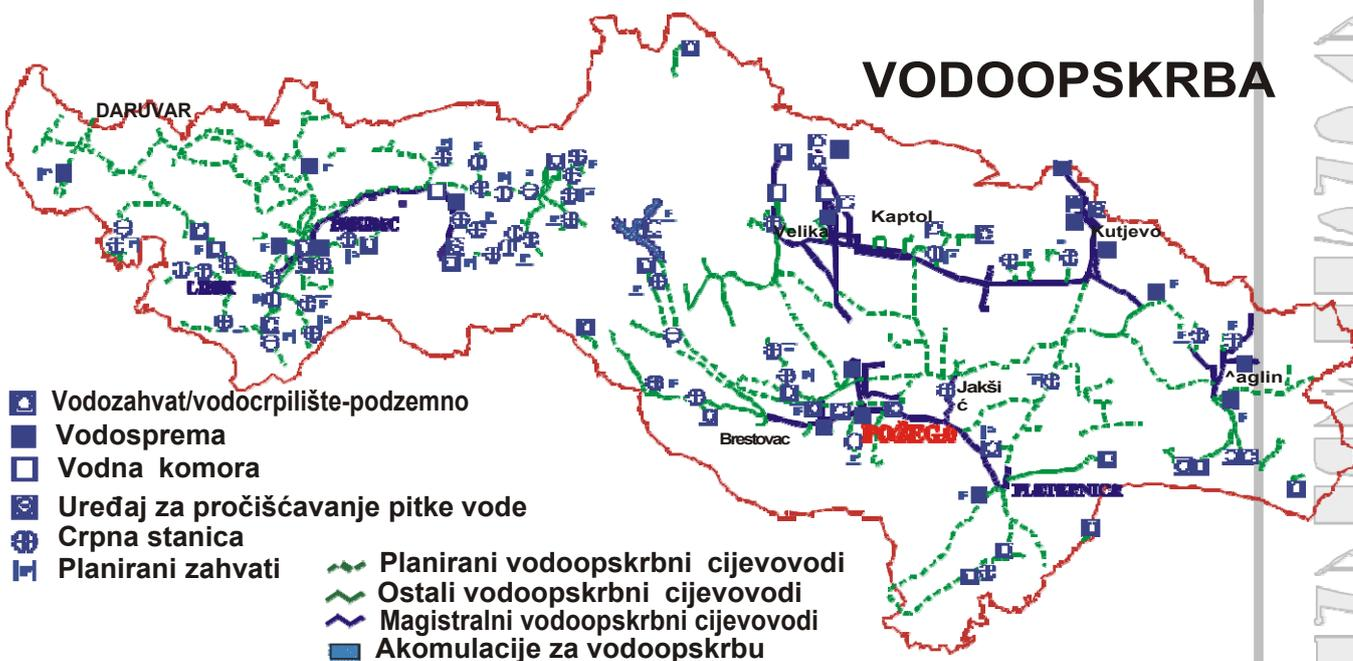 VODOOPSKRBA
DARUVAR
Kaptol
Velika
Kutjevo
LIPIK
^aglin
Jakši
ć
Brestovac
POŽEGA
PLETERNICA
Vodozahvat/vodocrpilište-podzemno
Vodosprema
Vodna komora
Uređaj za pročišćavanje pitke vode
Crpna stanica
Planirani zahvati
Planirani vodoopskrbni cijevovodi
Ostali vodoopskrbni cijevovodi
Magistralni vodoopskrbni cijevovodi
Akomulacije za vodoopskrbu